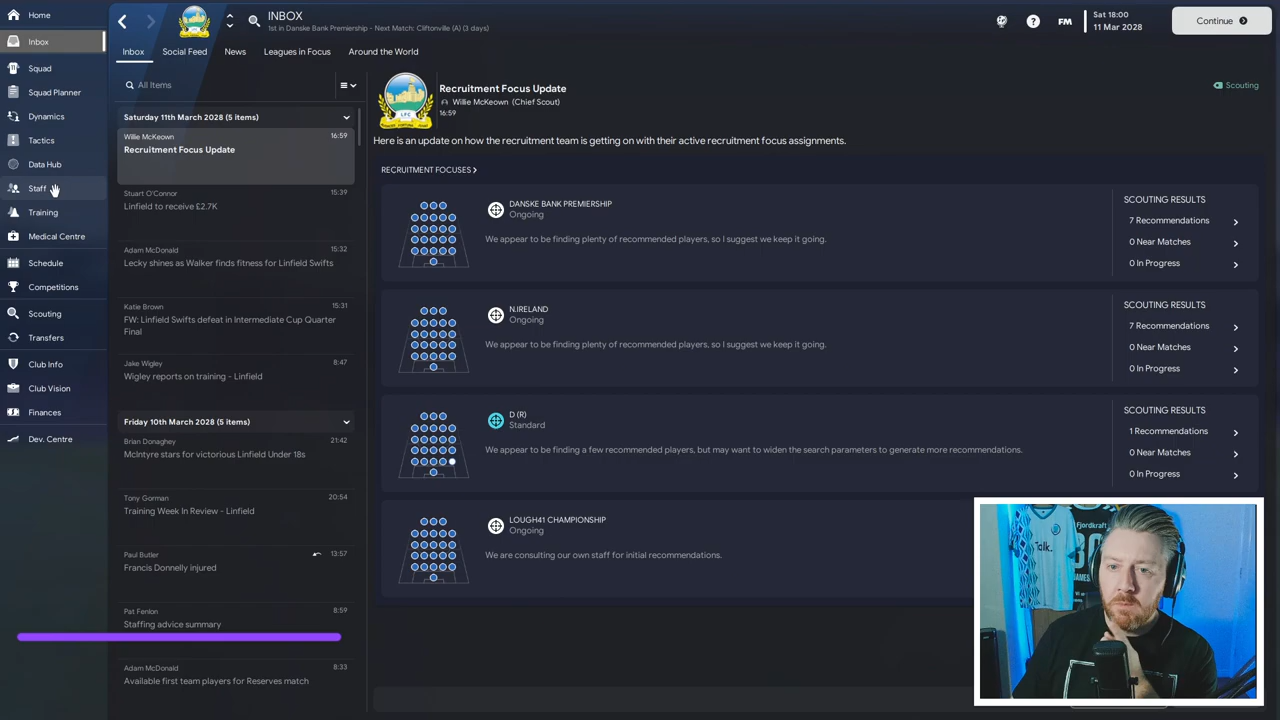 Home
Inbox
Squad
Squad Planner
Dynamics
Tactics
Data Hub
Staff
Training
Medical Centre
Schedule
Competitions
Scouting
Transfers
Club Info
Club Vision
Finances
Dev. Centre
INBOX
1st in Danske Bank Premiership - Next Match: Cliftonville (A) (3 days)
FM
Sat 18:00
11 Mar 2028
Continue
Inbox
Social Feed
News
Leagues in Focus
Around the World
All Items
Saturday 11th March 2028 (5 items)
Willie McKeown 16:59
Recruitment Focus Update
Stuart O'Connor 15:39
Linfield to receive £2.7K
Adam McDonald 15:32
Lecky shines as Walker finds fitness for Linfield Swifts
Katie Brown 15:31
FW: Linfield Swifts defeat in Intermediate Cup Quarter
Final
Jake Wigley 8:47
Wigley reports on training - Linfield
Friday 10th March 2028 (5 items)
Brian Donaghey 21:42
McIntyre stars for victorious Linfield Under 18s
Tony Gorman 20:54
Training Week In Review - Linfield
Paul Butler 13:57
Francis Donnelly injured
Pat Fenlon 8:59
Staffing advice summary
Adam McDonald 8:33
Available first team players for Reserves match
LFC
Recruitment Focus Update
Willie McKeown (Chief Scout)
16:59
Scouting
Here is an update on how the recruitment team is getting on with their active recruitment focus assignments.
RECRUITMENT FOCUSES
DANSKE BANK PREMIERSHIP
Ongoing
We appear to be finding plenty of recommended players, so I suggest we keep it going.
SCOUTING RESULTS
7 Recommendations
0 Near Matches
0 In Progress
N.IRELAND
Ongoing
We appear to be finding plenty of recommended players, so I suggest we keep it going.
SCOUTING RESULTS
7 Recommendations
0 Near Matches
0 In Progress
D (R)
Standard
We appear to be finding a few recommended players, but may want to widen the search parameters to generate more recommendations.
SCOUTING RESULTS
1 Recommendations
0 Near Matches
0 In Progress
LOUGH41 CHAMPIONSHIP
Ongoing
We are consulting our own staff for initial recommendations.
Talk.
Fjordkraft